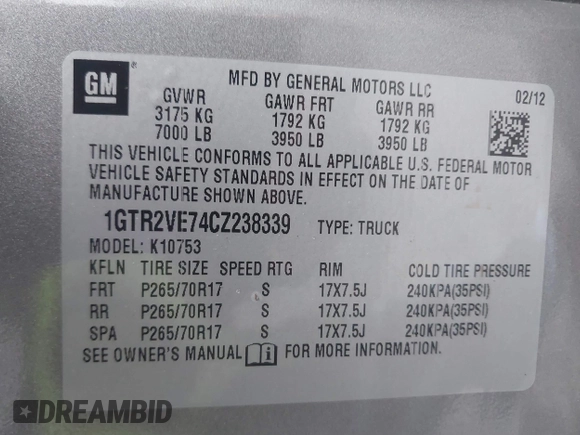 GM
MFD BY GENERAL MOTORS LLC
02/12
GVWR GAWR FRT GAWR RR
3175 KG 1792 KG 1792 KG
7000 LB 3950 LB 3950 LB
THIS VEHICLE CONFORMS TO ALL APPLICABLE U.S. FEDERAL MOTOR
VEHICLE SAFETY STANDARDS IN EFFECT ON THE DATE OF
MANUFACTURE SHOWN ABOVE.
1GTR2VE74CZ238339 TYPE: TRUCK
MODEL: K10753
KFLN TIRE SIZE SPEED RTG RIM COLD TIRE PRESSURE
FRT P265/70R17 S 17X7.5J 240KPA(35PSI)
RR P265/70R17 S 17X7.5J 240KPA(35PSI)
SPA P265/70R17 S 17X7.5J 240KPA(35PSI)
SEE OWNER'S MANUAL FOR MORE INFORMATION.
DREAMBID